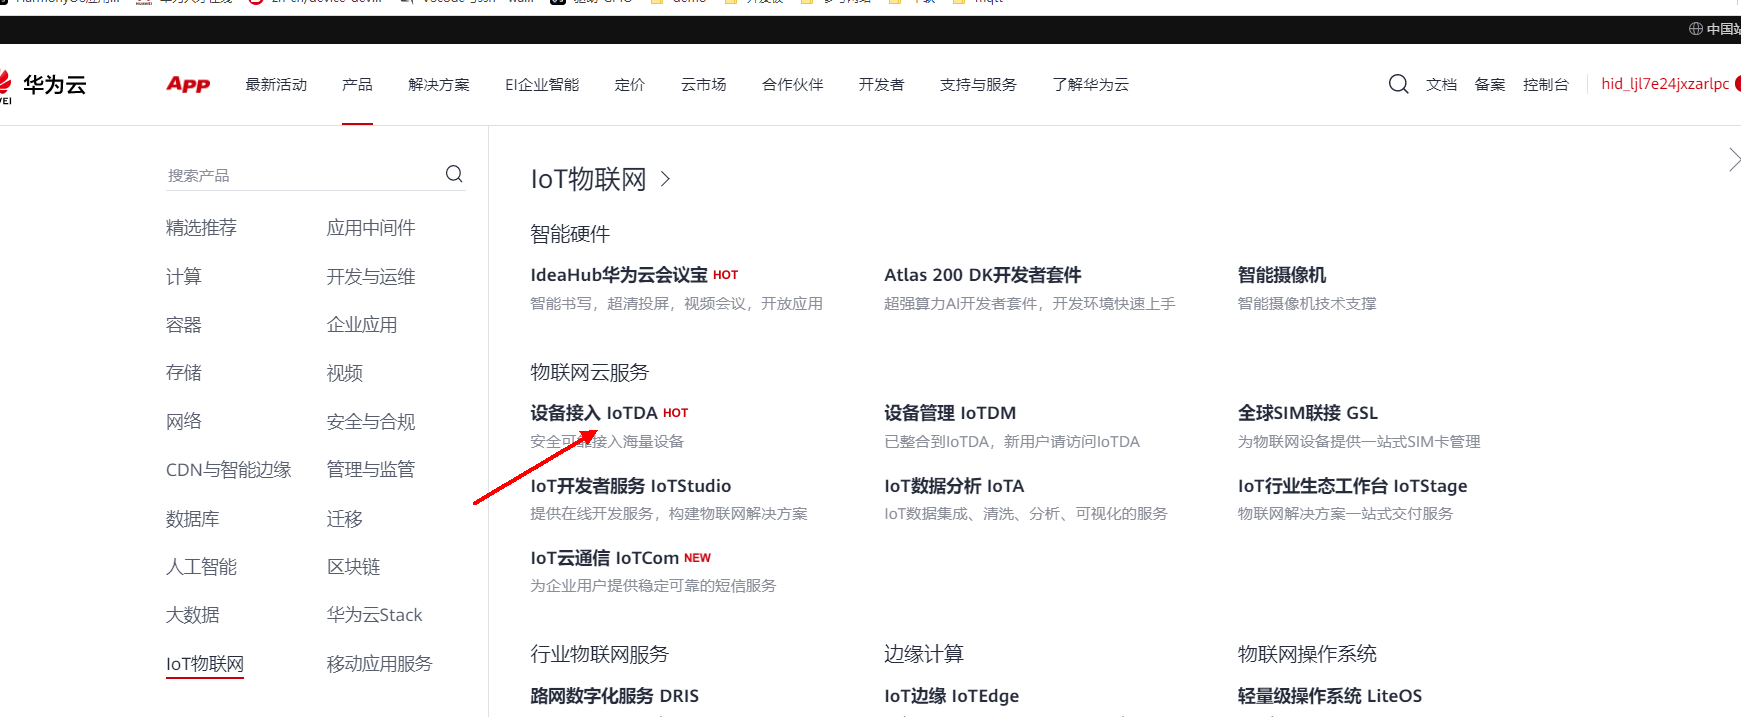 中国站
华为云
App 最新活动 产品 解决方案 EI企业智能 定价 云市场 合作伙伴 开发者 支持与服务 了解华为云 文档 备案 控制台 hid_ljl7e24jxzarlpc
搜索产品
精选推荐 应用中间件
计算 开发与运维
容器 企业应用
存储 视频
网络 安全与合规
CDN与智能边缘 管理与监管
数据库 迁移
人工智能 区块链
大数据 华为云Stack
IoT物联网 移动应用服务
IoT物联网
智能硬件
IdeaHub华为云会议宝 HOT
智能书写，超清投屏，视频会议，开放应用
Atlas 200 DK开发者套件
超强算力AI开发者套件，开发环境快速上手
智能摄像机
智能摄像机技术支撑
物联网云服务
设备接入 IoTDA HOT
安全可靠接入海量设备
设备管理 IoTDM
已整合到IoTDA，新用户请访问IoTDA
全球SIM联接 GSL
为物联网设备提供一站式SIM卡管理
IoT开发者服务 IoTStudio
提供在线开发服务，构建物联网解决方案
IoT数据分析 IoTA
IoT数据集成、清洗、分析、可视化的服务
IoT行业生态工作台 IoTStage
物联网解决方案一站式交付服务
IoT云通信 IoTCom NEW
为企业用户提供稳定可靠的短信服务
行业物联网服务
路网数字化服务 DRIS
边缘计算
IoT边缘 IoTEdge
物联网操作系统
轻量级操作系统 LiteOS